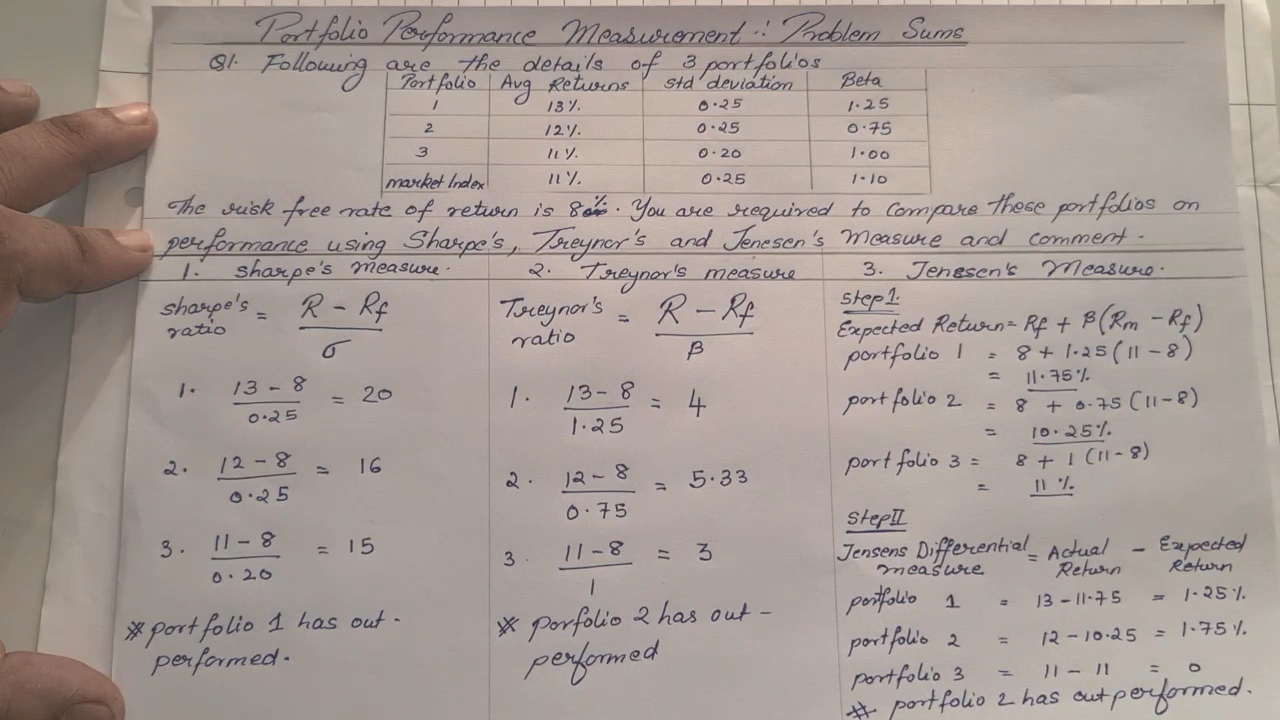 Portfolio Performance Measurement :- Problem Sums
Q1. Following are the details of 3 portfolios
Portfolio Avg Returns std deviation Beta
1 13% 0.25 1.25
2 12% 0.25 0.75
3 11% 0.20 1.00
market Index 11% 0.25 1.10
The risk free rate of return is 8%. You are required to compare these portfolios on
performance using Sharpe's, Treynor's and Jenesen's Measure and comment.
1. Sharpe's measure.
sharpe's ratio = R - Rf / σ
1. 13 - 8 / 0.25 = 20
2. 12 - 8 / 0.25 = 16
3. 11 - 8 / 0.20 = 15
* portfolio 1 has out-
performed.
2. Treynor's measure
Treynor's ratio = R - Rf / β
1. 13 - 8 / 1.25 = 4
2. 12 - 8 / 0.75 = 5.33
3. 11 - 8 / 1 = 3
* porfolio 2 has out-
performed
3. Jenesen's Measure.
Step 1.
Expected Return = Rf + β(Rm - Rf)
portfolio 1 = 8 + 1.25 (11 - 8)
= 11.75%
portfolio 2 = 8 + 0.75 (11 - 8)
= 10.25%
portfolio 3 = 8 + 1 (11 - 8)
= 11%
Step II
Jensens Differential measure = Actual Return - Expected Return
portfolio 1 = 13 - 11.75 = 1.25%
portfolio 2 = 12 - 10.25 = 1.75%
portfolio 3 = 11 - 11 = 0
* portfolio 2 has outperformed.